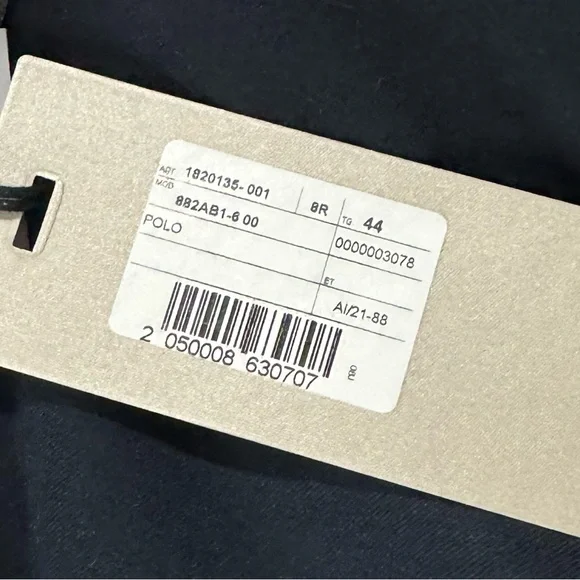 ART 1820135-001 8R TG 44
MOD 882AB1-6 00 0000003078
POLO
ET
AI/21-88
2 050008 630707